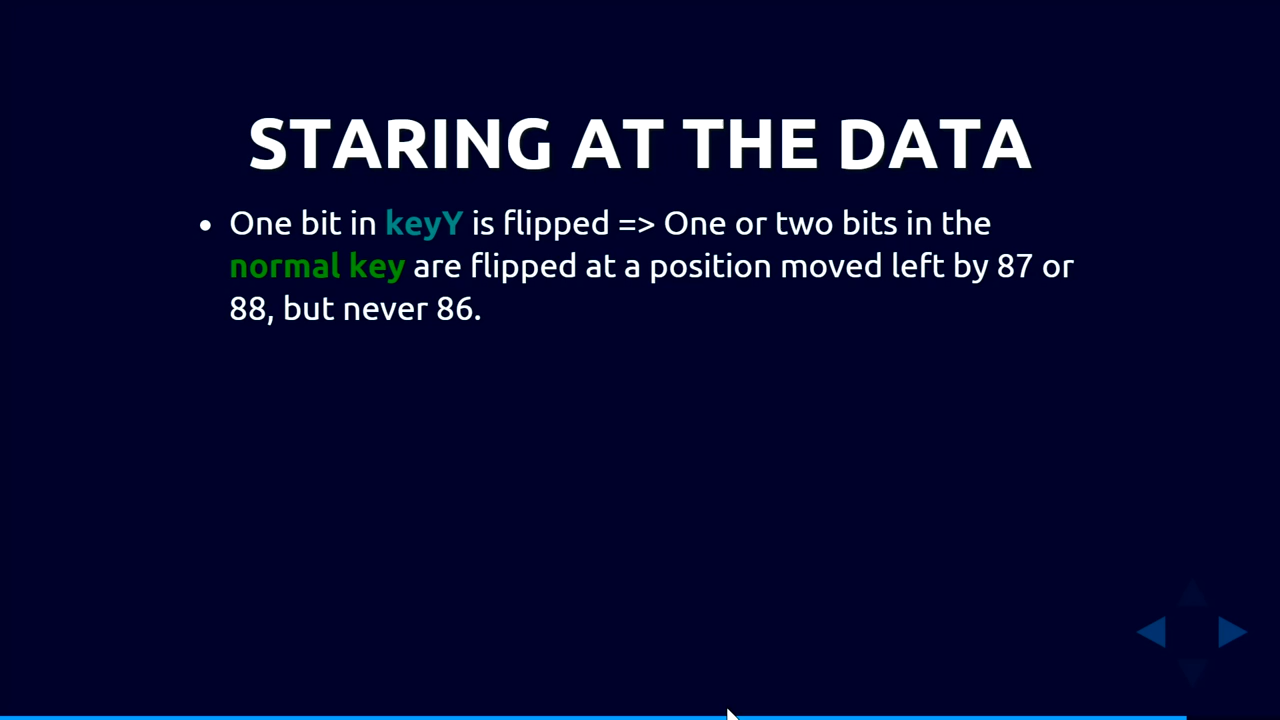 STARING AT THE DATA
• One bit in keyY is flipped => One or two bits in the
normal key are flipped at a position moved left by 87 or
88, but never 86.